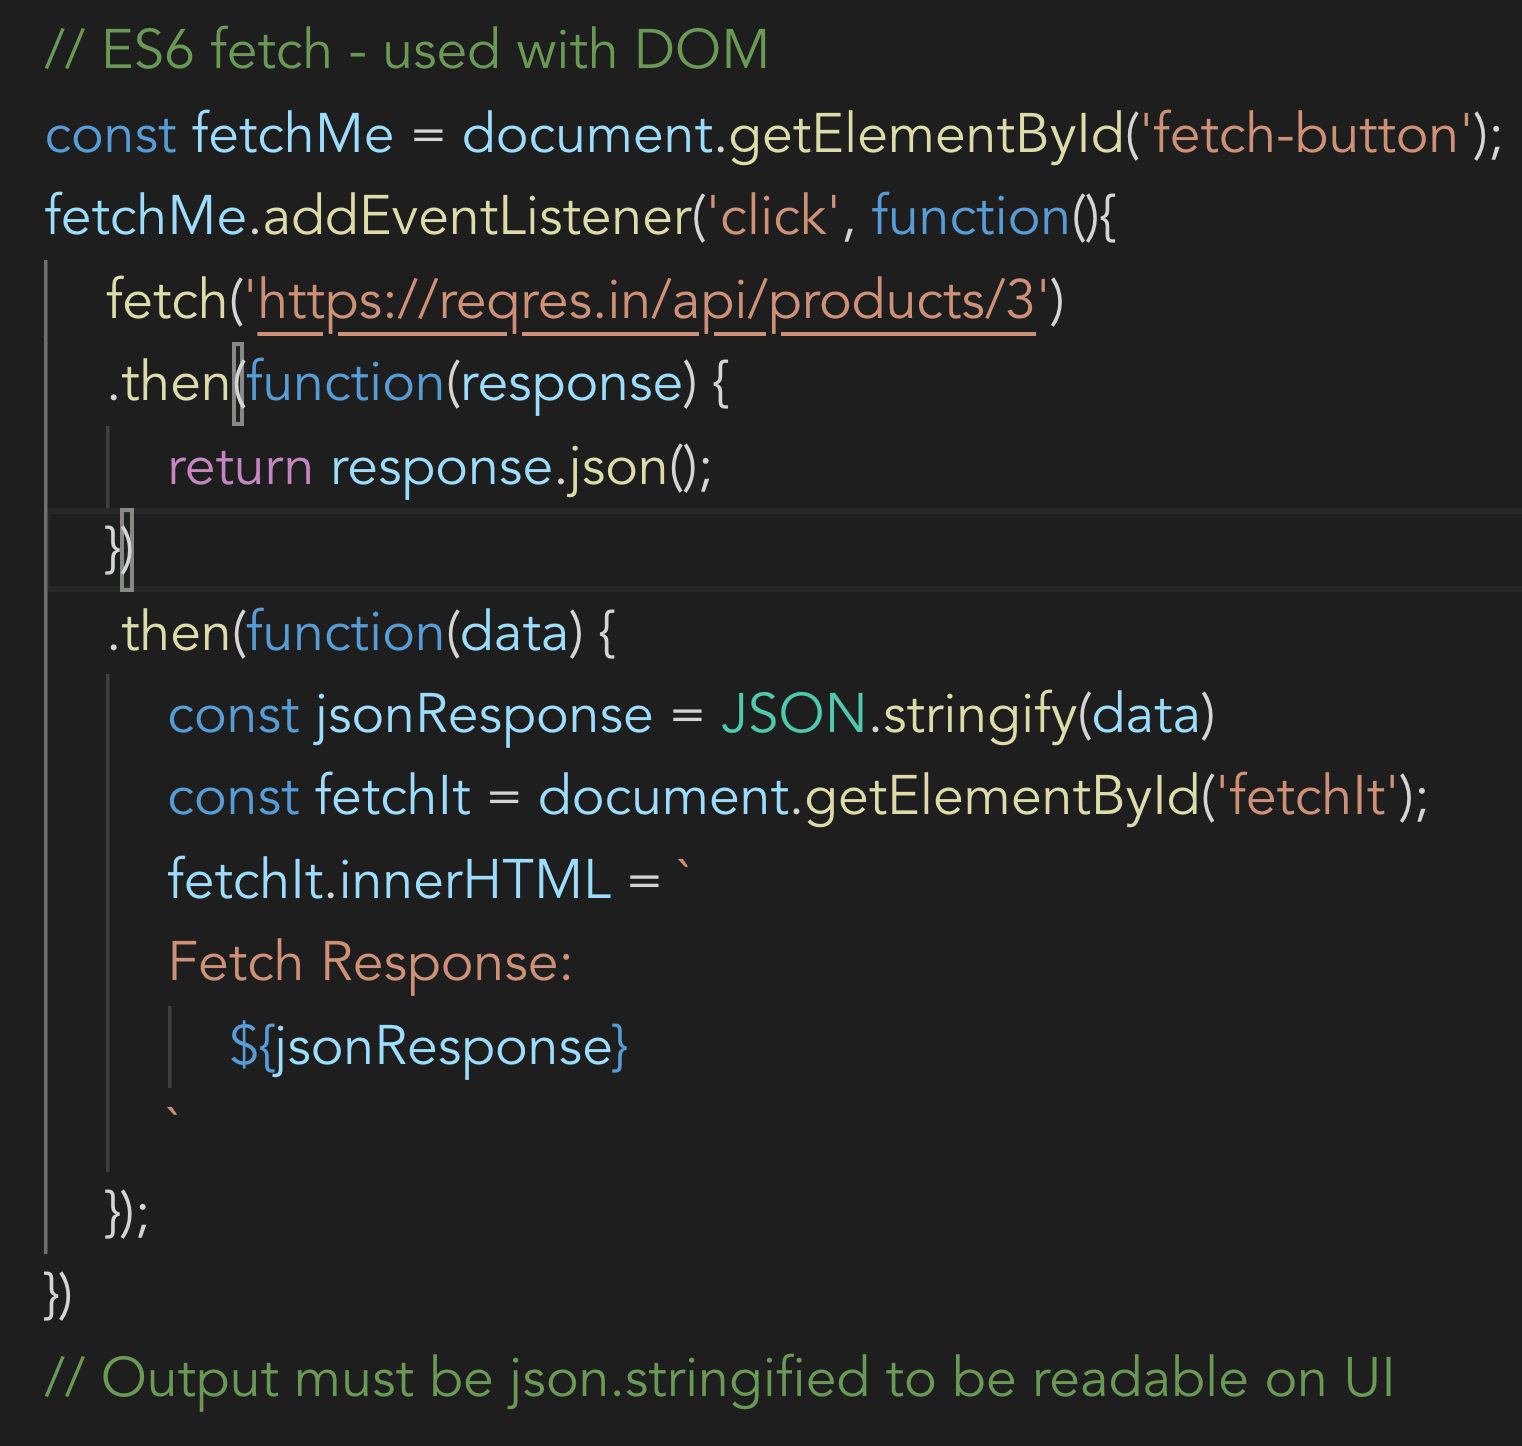 // ES6 fetch - used with DOM
const fetchMe = document.getElementById('fetch-button');
fetchMe.addEventListener('click', function(){
fetch('https://reqres.in/api/products/3')
.then(function(response) {
return response.json();
})
.then(function(data) {
const jsonResponse = JSON.stringify(data)
const fetchIt = document.getElementById('fetchIt');
fetchIt.innerHTML = `
Fetch Response:
${jsonResponse}
`
});
})
// Output must be json.stringified to be readable on UI